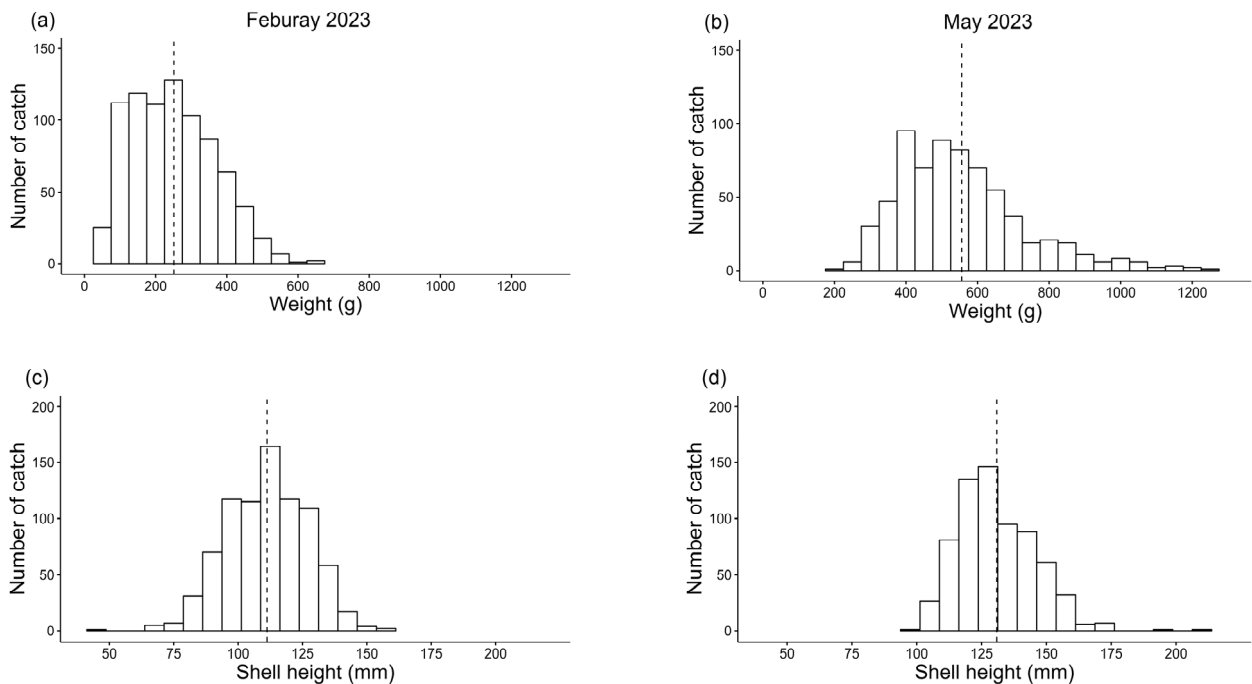 (a)
Feburay 2023
150
100
50
0
Number of catch
0 200 400 600 800 1000 1200
Weight (g)
(b)
May 2023
150
100
50
0
Number of catch
0 200 400 600 800 1000 1200
Weight (g)
(c)
200
150
100
50
0
Number of catch
50 75 100 125 150 175 200
Shell height (mm)
(d)
200
150
100
50
0
Number of catch
50 75 100 125 150 175 200
Shell height (mm)